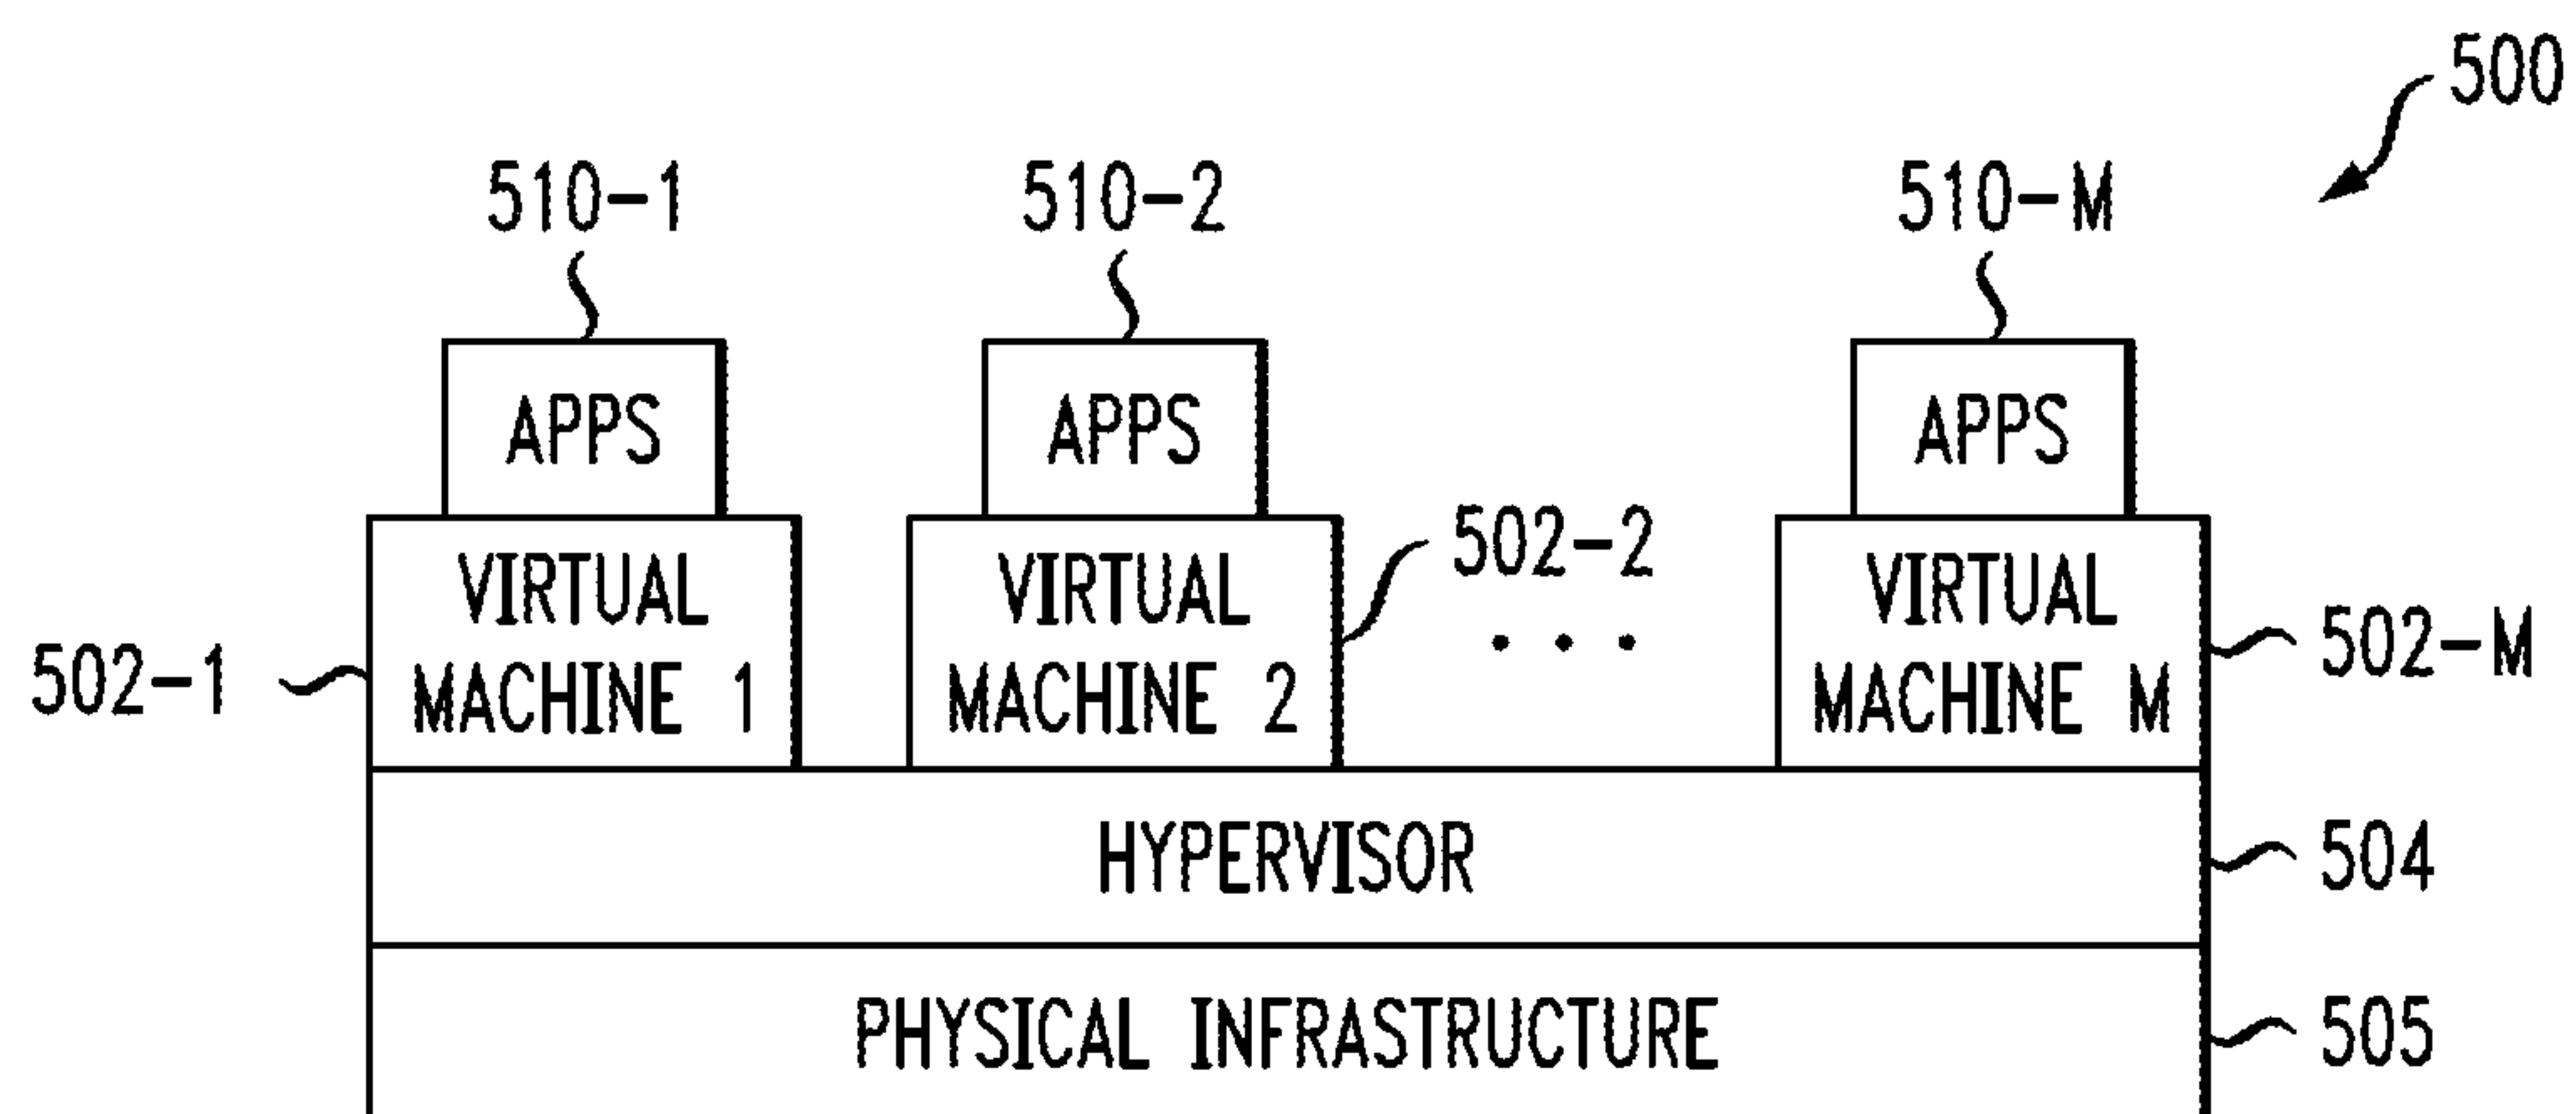 500
510-1
510-2
510-M
APPS
APPS
APPS
VIRTUAL
MACHINE 1
VIRTUAL
MACHINE 2
502-2
VIRTUAL
MACHINE M
502-1
. . .
502-M
HYPERVISOR
504
PHYSICAL INFRASTRUCTURE
505